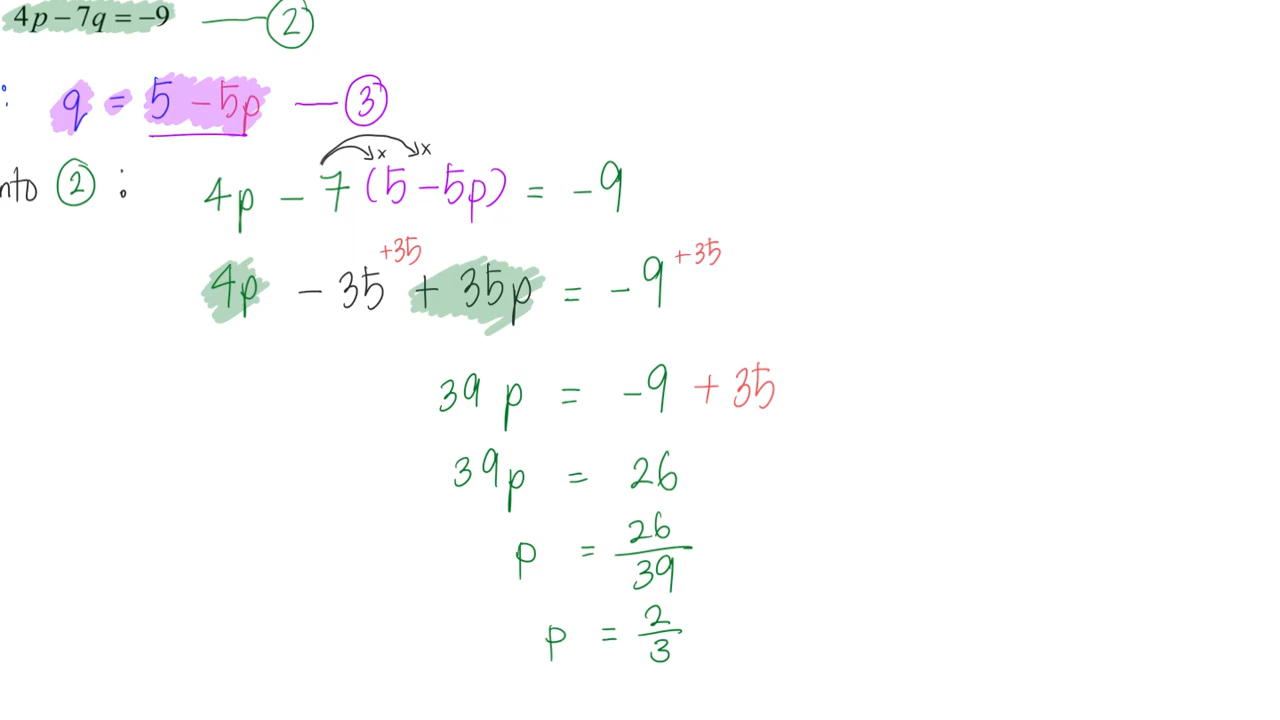 4p − 7q = −9 —— ②
: q = 5 − 5p — ③
x x
nto ② : 4p − 7 (5 − 5p) = −9
+35 +35
4p − 35 + 35p = −9
39p = −9 + 35
39p = 26
p = 26/39
p = 2/3